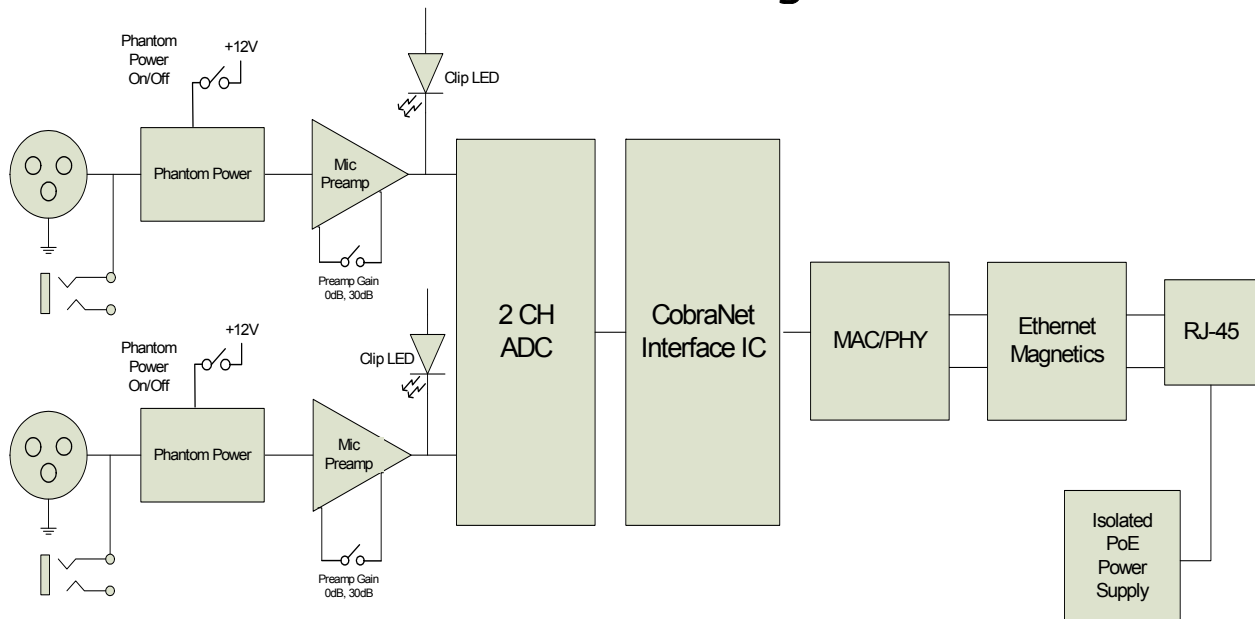 Phantom
Power
On/Off
+12V
Clip LED
Phantom Power
Mic
Preamp
Preamp Gain
0dB, 30dB
Phantom
Power
On/Off
+12V
Clip LED
Phantom Power
Mic
Preamp
Preamp Gain
0dB, 30dB
2 CH
ADC
CobraNet
Interface IC
MAC/PHY
Ethernet
Magnetics
RJ-45
Isolated
PoE
Power
Supply